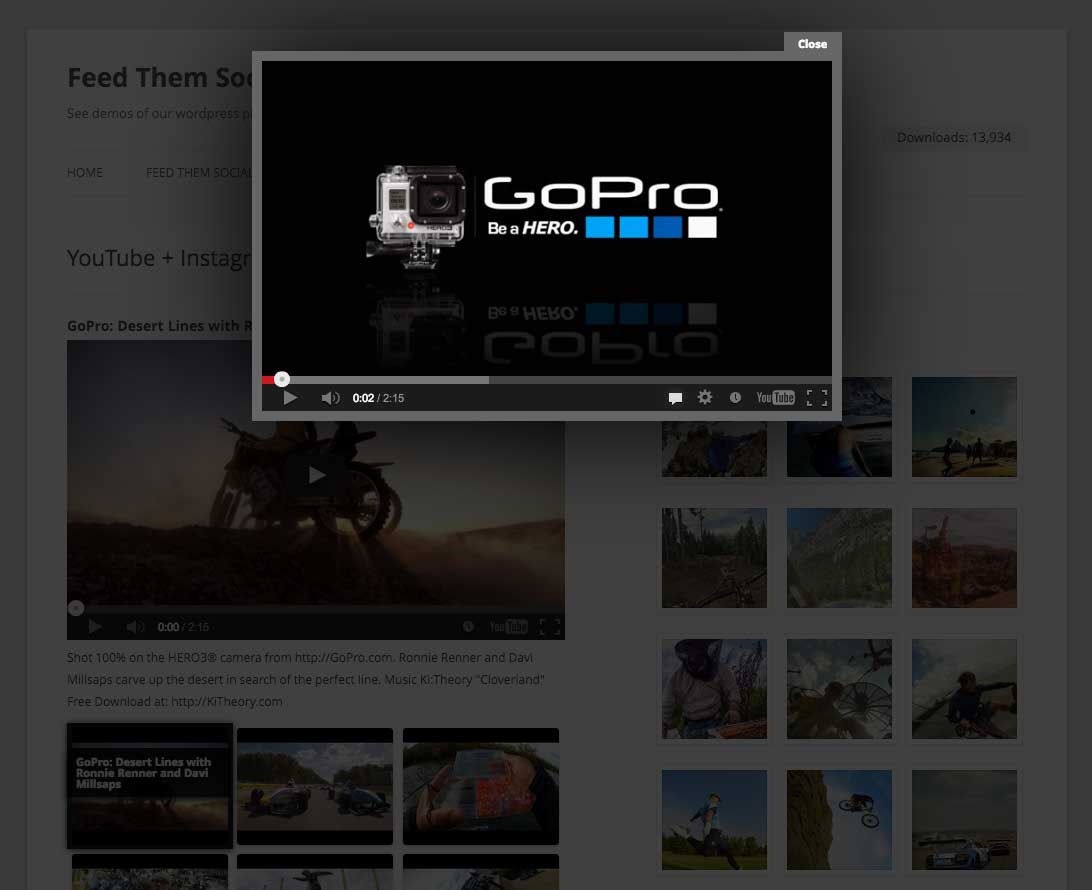 Close
Feed Them Soc
See demos of our wordpress p
Downloads: 13,934
HOME
FEED THEM SOCIAL
GoPro
Be a HERO.
YouTube + Instagr
GoPro: Desert Lines with R
0:02 / 2:15
YouTube
0:00 / 2:15
YouTube
Shot 100% on the HERO3® camera from http://GoPro.com. Ronnie Renner and Davi
Millsaps carve up the desert in search of the perfect line. Music Ki:Theory "Cloverland"
Free Download at: http://KiTheory.com
GoPro: Desert Lines with
Ronnie Renner and Davi
Millsaps